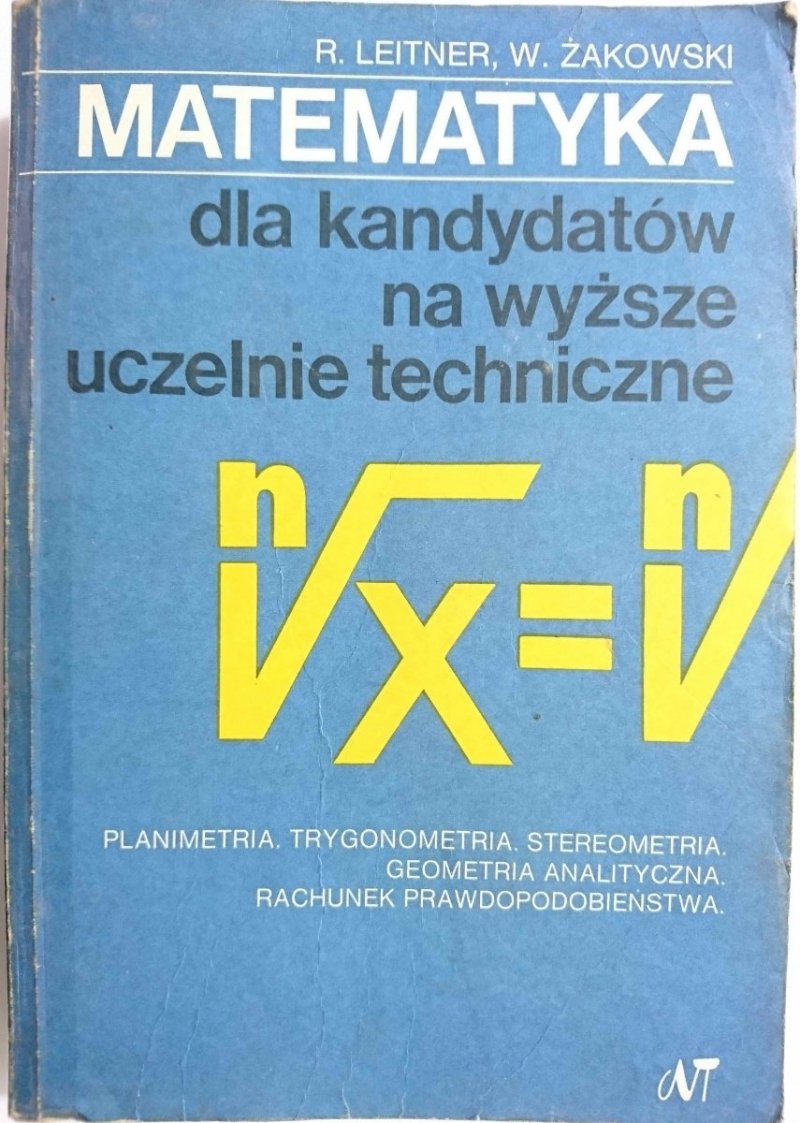 R. LEITNER, W. ŻAKOWSKI
MATEMATYKA
dla kandydatów
na wyższe
uczelnie techniczne
n√x = n√
PLANIMETRIA. TRYGONOMETRIA. STEREOMETRIA.
GEOMETRIA ANALITYCZNA.
RACHUNEK PRAWDOPODOBIEŃSTWA.
WNT